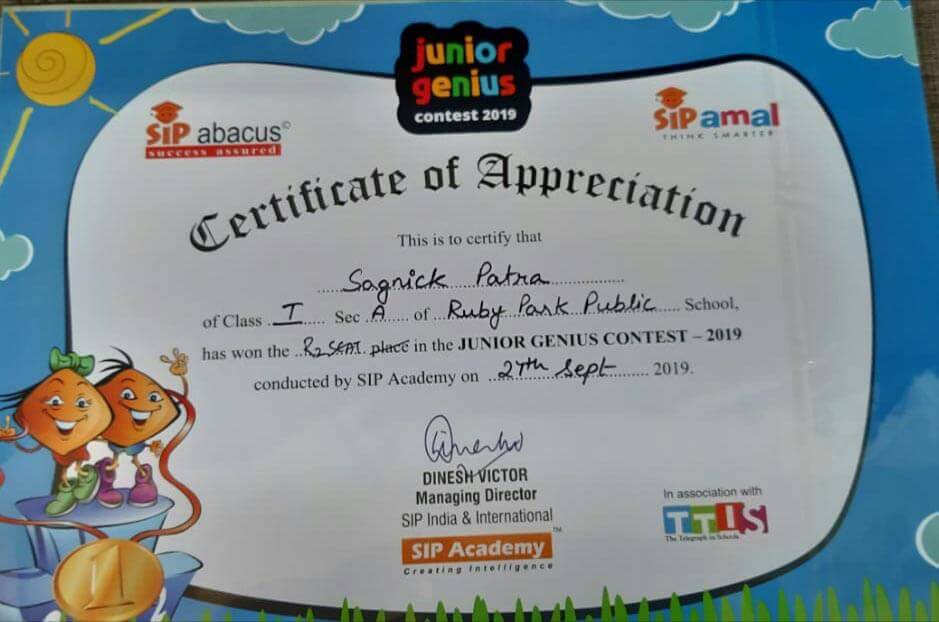 junior
genius
contest 2019
SIP abacus©
success assured
SIP amal
THINK SMARTER
Certificate of Appreciation
This is to certify that
Sagnick Patra
of Class I Sec A of Ruby Park Public School,
has won the place in the JUNIOR GENIUS CONTEST – 2019
conducted by SIP Academy on 27th Sept 2019.
DINESH VICTOR
Managing Director
SIP India & International
SIP Academy™
Creating Intelligence
In association with
TTIS
The Telegraph in Schools
1